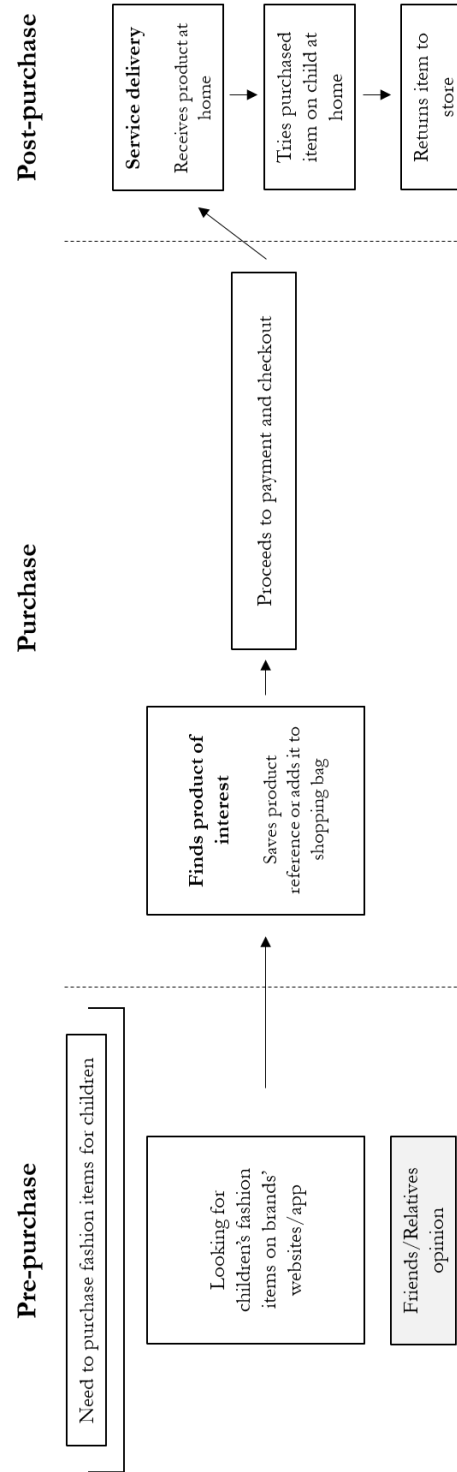 Pre-purchase
Need to purchase fashion items for children
Looking for
children's fashion
items on brands'
websites/app
Friends/Relatives
opinion
Purchase
Finds product of
interest
Saves product
reference or adds it to
shopping bag
Proceeds to payment and checkout
Post-purchase
Service delivery
Receives product at
home
Tries purchased
item on child at
home
Returns item to
store